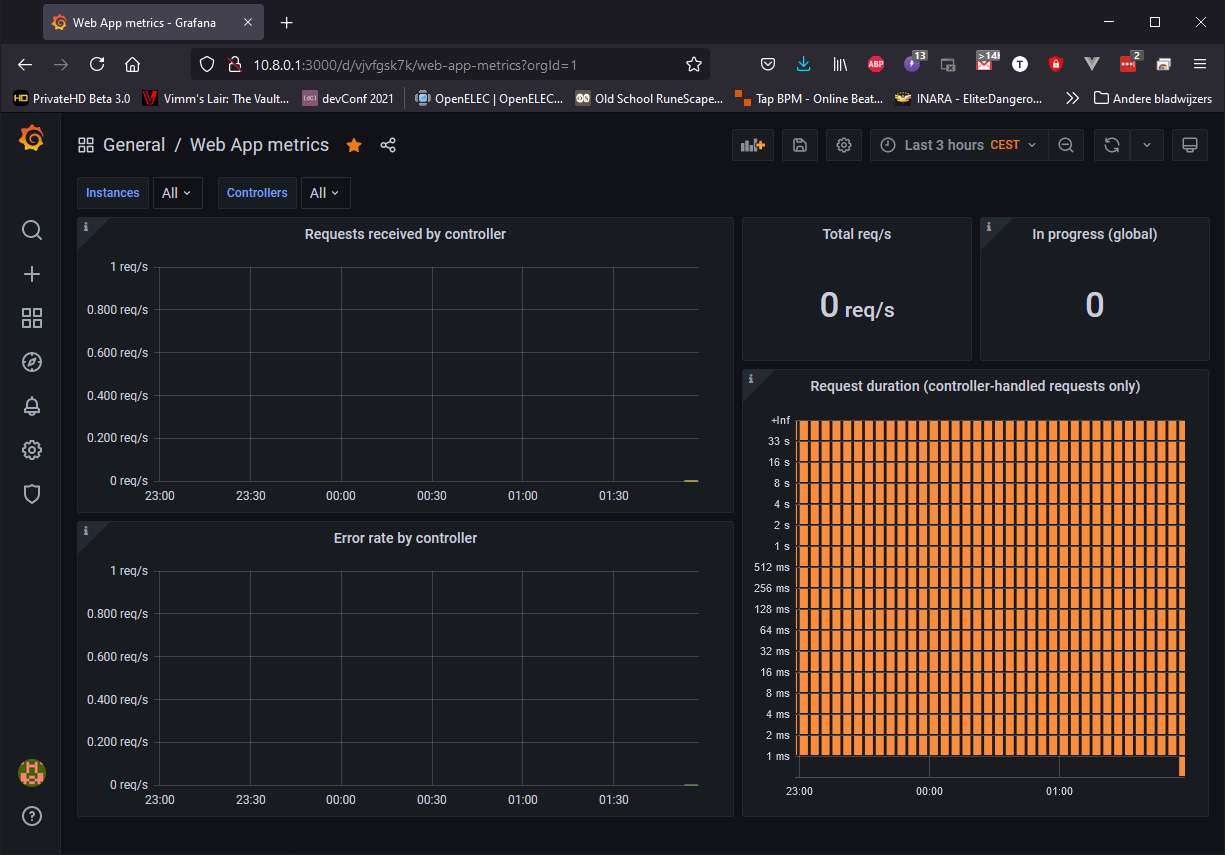 Web App metrics - Grafana
10.8.0.1:3000/d/vjvfgsk7k/web-app-metrics?orgId=1
ABP
13
>14k
T
2
HD PrivateHD Beta 3.0
Vimm's Lair: The Vault...
{dC} devConf 2021
OpenELEC | OpenELEC...
Old School RuneScape...
Tap BPM - Online Beat...
INARA - Elite:Dangero...
Andere bladwijzers
General / Web App metrics
Last 3 hours CEST
Instances All Controllers All
Requests received by controller
1 req/s
0.800 req/s
0.600 req/s
0.400 req/s
0.200 req/s
0 req/s
23:00 23:30 00:00 00:30 01:00 01:30
Total req/s
0 req/s
In progress (global)
0
Error rate by controller
1 req/s
0.800 req/s
0.600 req/s
0.400 req/s
0.200 req/s
0 req/s
23:00 23:30 00:00 00:30 01:00 01:30
Request duration (controller-handled requests only)
+Inf
33 s
16 s
8 s
4 s
2 s
1 s
512 ms
256 ms
128 ms
64 ms
32 ms
16 ms
8 ms
4 ms
2 ms
1 ms
23:00 00:00 01:00